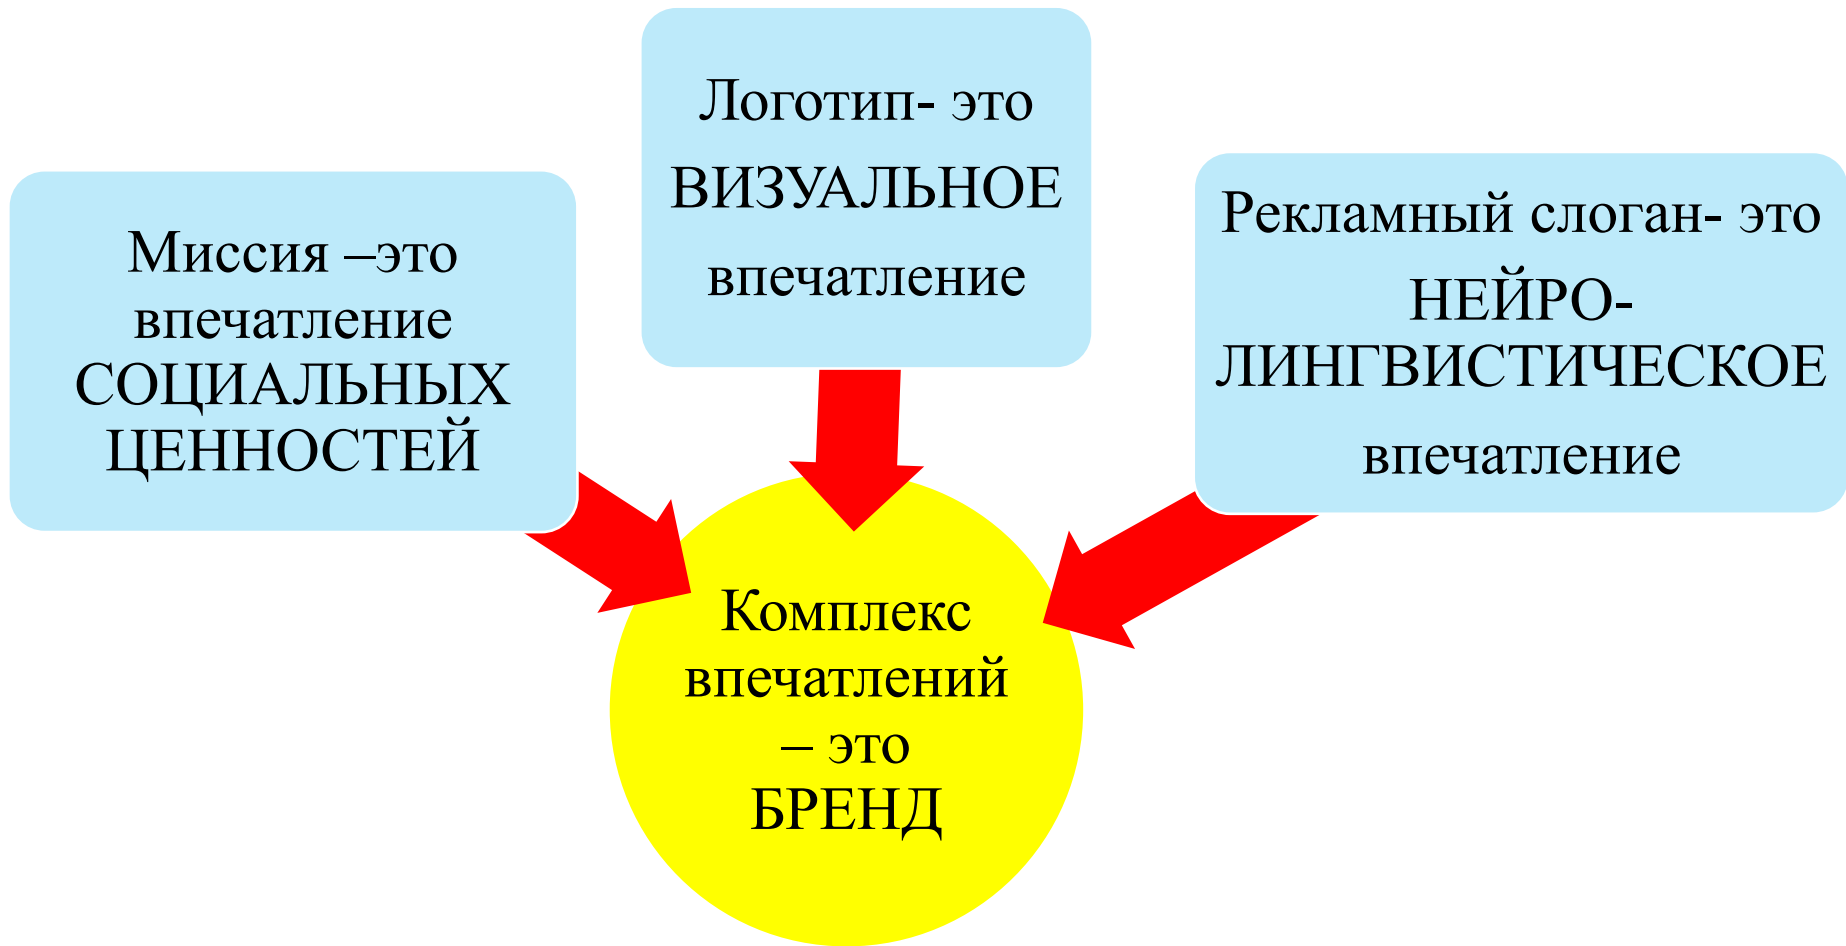 Миссия –это
впечатление
СОЦИАЛЬНЫХ
ЦЕННОСТЕЙ
Логотип- это
ВИЗУАЛЬНОЕ
впечатление
Рекламный слоган- это
НЕЙРО-
ЛИНГВИСТИЧЕСКОЕ
впечатление
Комплекс
впечатлений
– это
БРЕНД